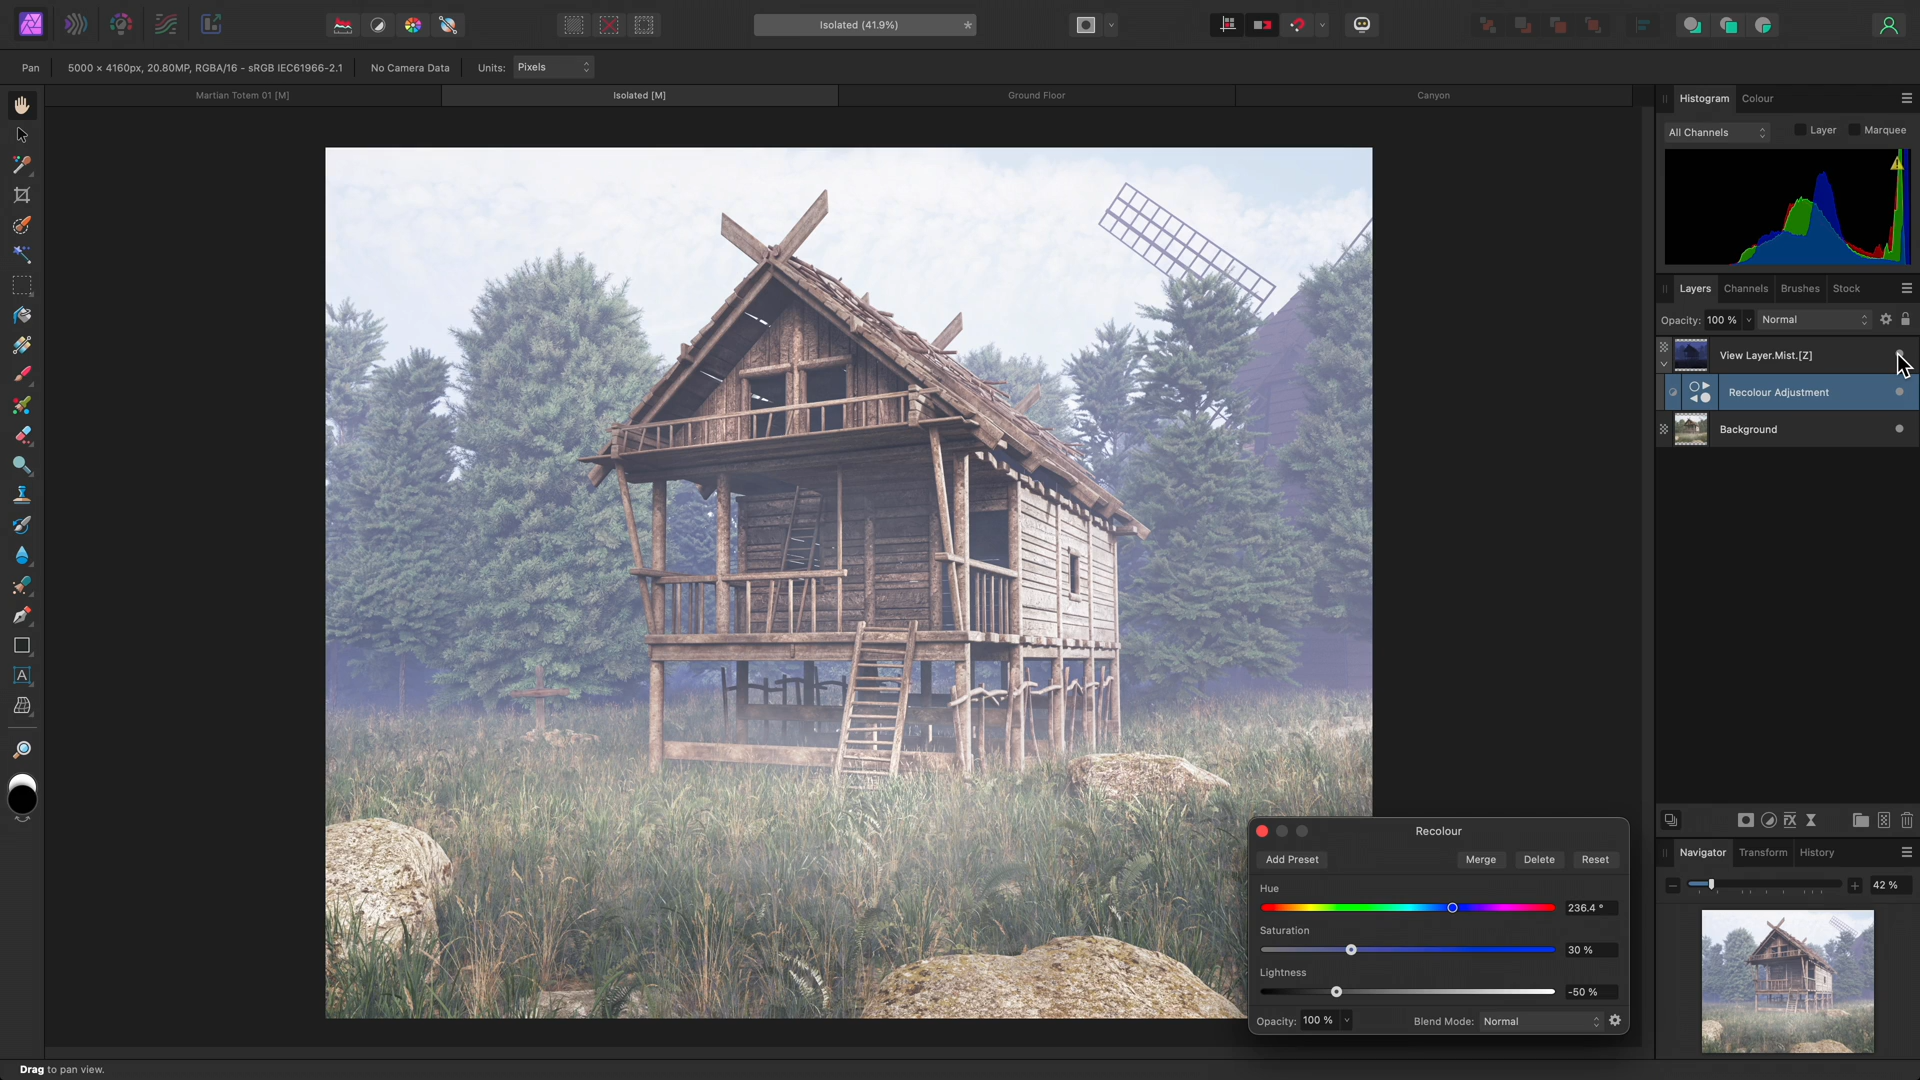 Isolated (41.9%)
*
Pan
5000 × 4160px, 20.80MP, RGBA/16 - sRGB IEC61966-2.1
No Camera Data
Units:
Pixels
Martian Totem 01 [M]
Isolated [M]
Ground Floor
Canyon
Histogram
Colour
All Channels
Layer
Marquee
Layers
Channels
Brushes
Stock
Opacity:
100 %
Normal
View Layer.Mist.[Z]
Recolour Adjustment
Background
Navigator
Transform
History
42 %
Recolour
Add Preset
Merge
Delete
Reset
Hue
236.4 °
Saturation
30 %
Lightness
-50 %
Opacity:
100 %
Blend Mode:
Normal
Drag to pan view.